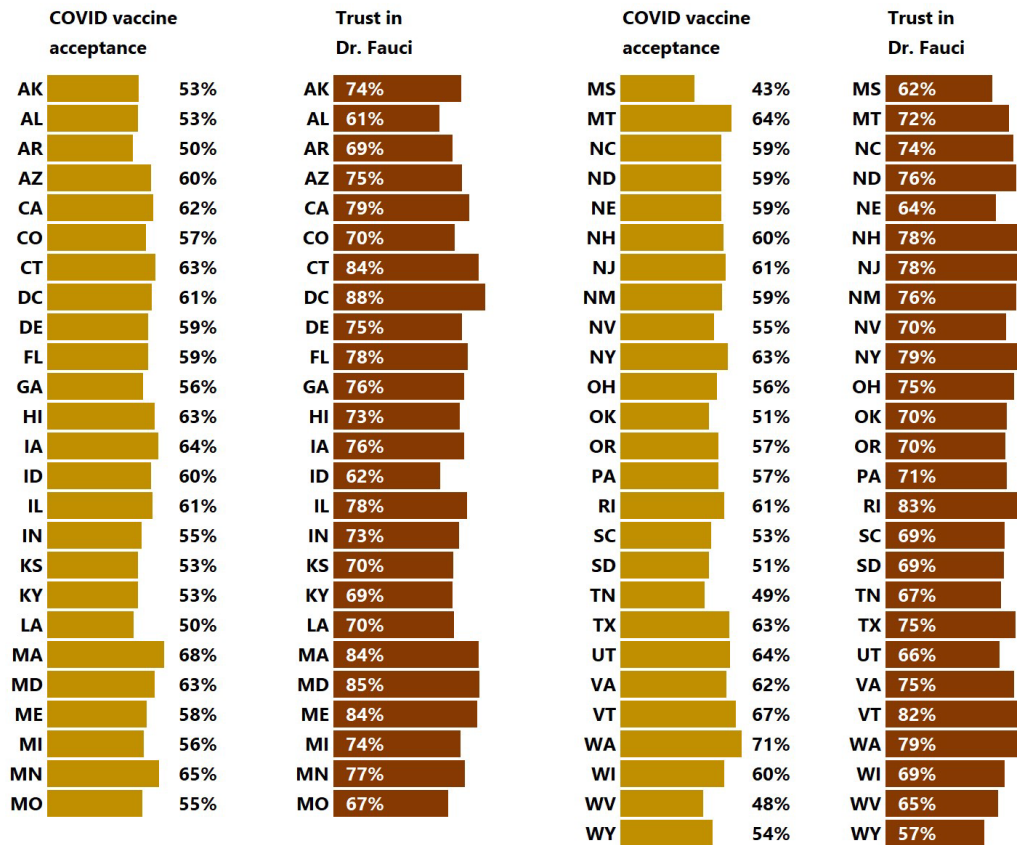 COVID vaccine
acceptance
Trust in
Dr. Fauci
COVID vaccine
acceptance
Trust in
Dr. Fauci
AK 53% AK 74% MS 43% MS 62%
AL 53% AL 61% MT 64% MT 72%
AR 50% AR 69% NC 59% NC 74%
AZ 60% AZ 75% ND 59% ND 76%
CA 62% CA 79% NE 59% NE 64%
CO 57% CO 70% NH 60% NH 78%
CT 63% CT 84% NJ 61% NJ 78%
DC 61% DC 88% NM 59% NM 76%
DE 59% DE 75% NV 55% NV 70%
FL 59% FL 78% NY 63% NY 79%
GA 56% GA 76% OH 56% OH 75%
HI 63% HI 73% OK 51% OK 70%
IA 64% IA 76% OR 57% OR 70%
ID 60% ID 62% PA 57% PA 71%
IL 61% IL 78% RI 61% RI 83%
IN 55% IN 73% SC 53% SC 69%
KS 53% KS 70% SD 51% SD 69%
KY 53% KY 69% TN 49% TN 67%
LA 50% LA 70% TX 63% TX 75%
MA 68% MA 84% UT 64% UT 66%
MD 63% MD 85% VA 62% VA 75%
ME 58% ME 84% VT 67% VT 82%
MI 56% MI 74% WA 71% WA 79%
MN 65% MN 77% WI 60% WI 69%
MO 55% MO 67% WV 48% WV 65%
WY 54% WY 57%